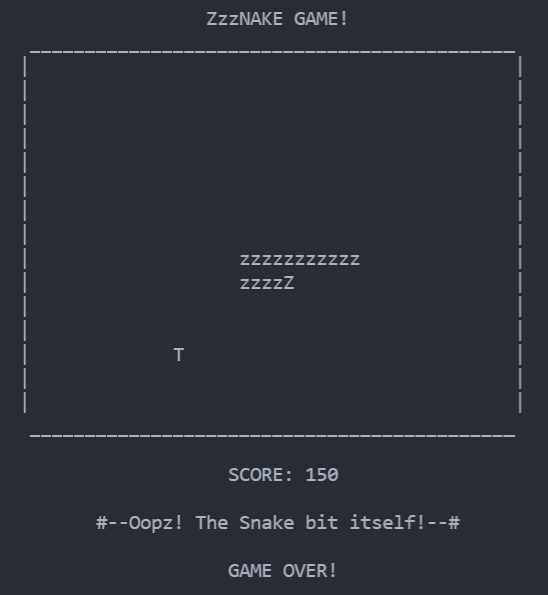 ZzzNAKE GAME!
zzzzzzzzzzz
zzzzZ
T
SCORE: 150
#--Oopz! The Snake bit itself!--#
GAME OVER!